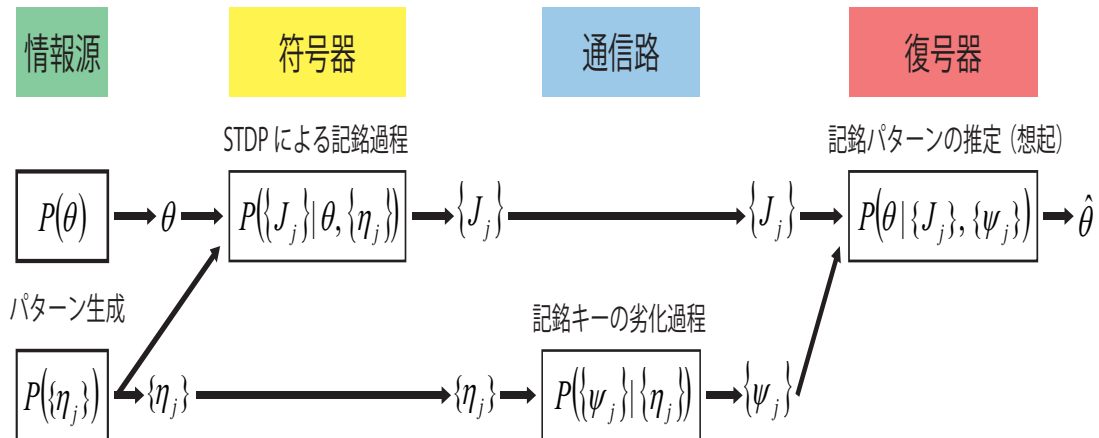 情報源 符号器 通信路 復号器
STDP による記銘過程 記銘パターンの推定 (想起)
P(θ) θ P({J_j}|θ, {η_j}) {J_j} {J_j} P(θ|{J_j}, {ψ_j}) θ̂
パターン生成 記銘キーの劣化過程
P({η_j}) {η_j} {η_j} P({ψ_j}|{η_j}) {ψ_j}